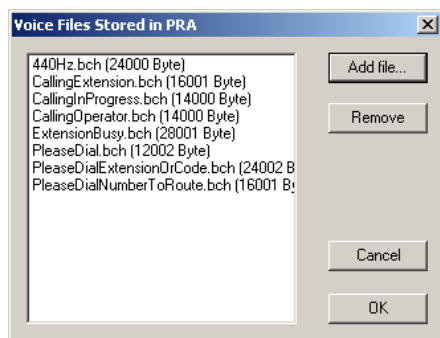 Voice Files Stored in PRA
440Hz.bch (24000 Byte)
CallingExtension.bch (16001 Byte)
CallingInProgress.bch (14000 Byte)
CallingOperator.bch (14000 Byte)
ExtensionBusy.bch (28001 Byte)
PleaseDial.bch (12002 Byte)
PleaseDialExtensionOrCode.bch (24002 B
PleaseDialNumberToRoute.bch (16001 By
Add file...
Remove
Cancel
OK